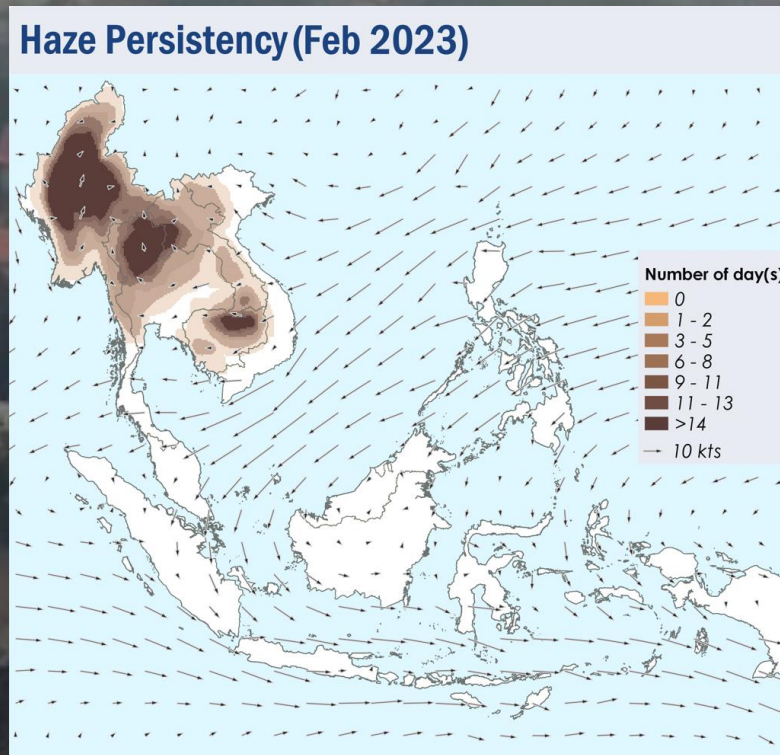 Haze Persistency (Feb 2023)
Number of day(s)
0
1 - 2
3 - 5
6 - 8
9 - 11
11 - 13
>14
10 kts